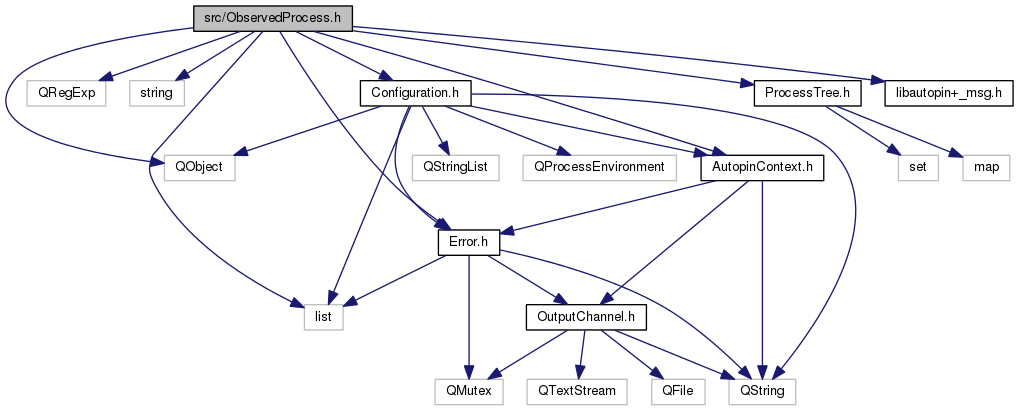 src/ObservedProcess.h
QRegExp
string
Configuration.h
ProcessTree.h
libautopin+_msg.h
QObject
QStringList
QProcessEnvironment
AutopinContext.h
set
map
Error.h
list
OutputChannel.h
QMutex
QTextStream
QFile
QString